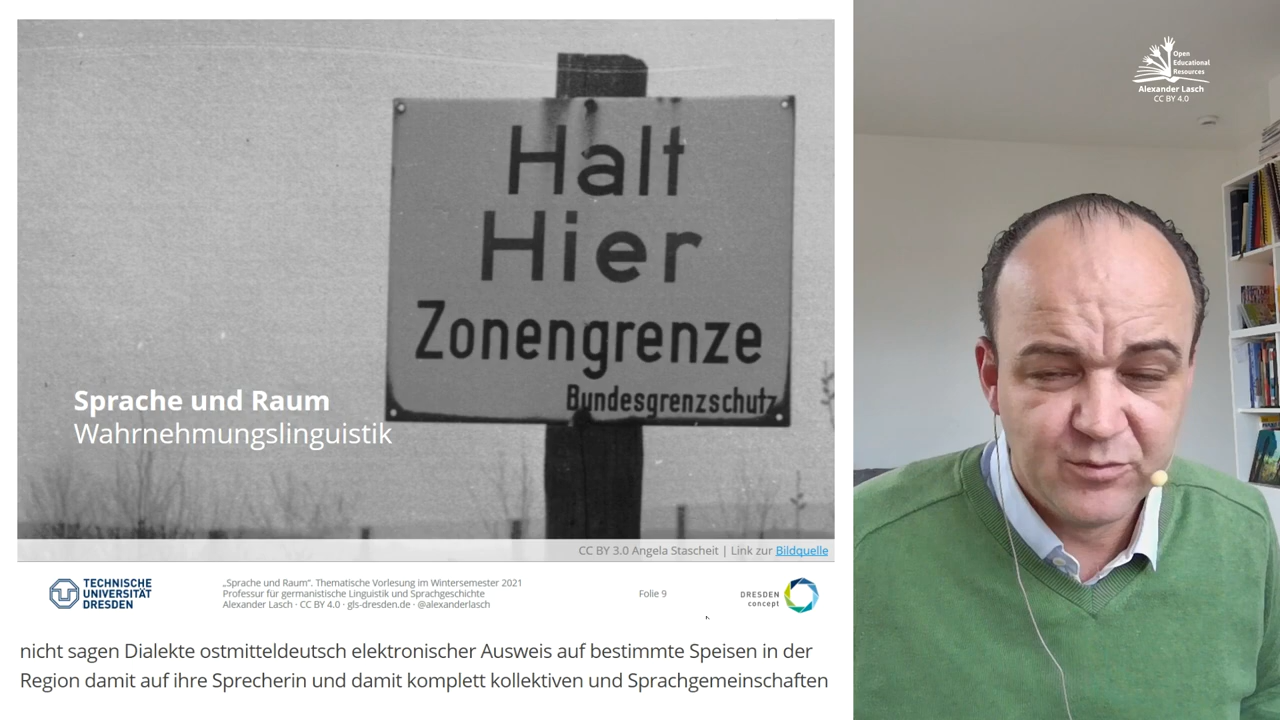 Halt
Hier
Zonengrenze
Bundesgrenzschutz
Sprache und Raum
Wahrnehmungslinguistik
CC BY 3.0 Angela Stascheit | Link zur Bildquelle
TECHNISCHE
UNIVERSITÄT
DRESDEN
„Sprache und Raum“. Thematische Vorlesung im Wintersemester 2021
Professur für germanistische Linguistik und Sprachgeschichte
Alexander Lasch · CC BY 4.0 · gls-dresden.de · @alexanderlasch
Folie 9
DRESDEN
concept
nicht sagen Dialekte ostmitteldeutsch elektronischer Ausweis auf bestimmte Speisen in der
Region damit auf ihre Sprecherin und damit komplett kollektiven und Sprachgemeinschaften
Open
Educational
Resources
Alexander Lasch
CC BY 4.0